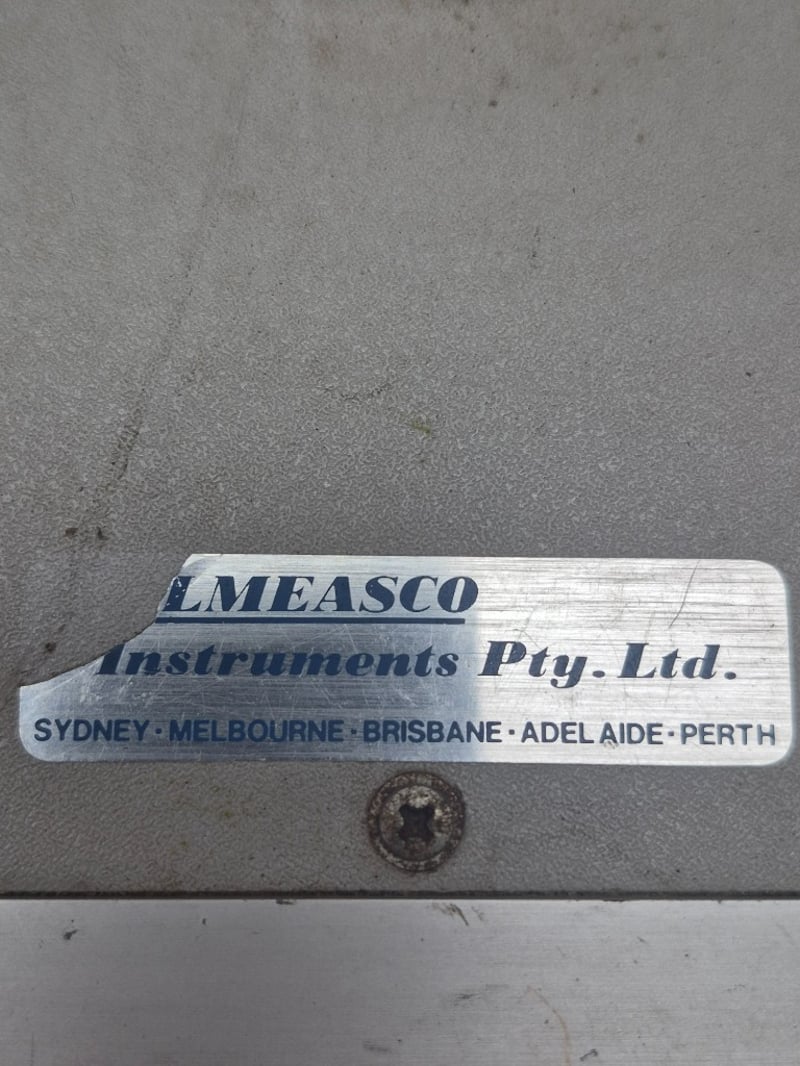 LMEASCO
Instruments Pty. Ltd.
SYDNEY · MELBOURNE · BRISBANE · ADELAIDE · PERTH